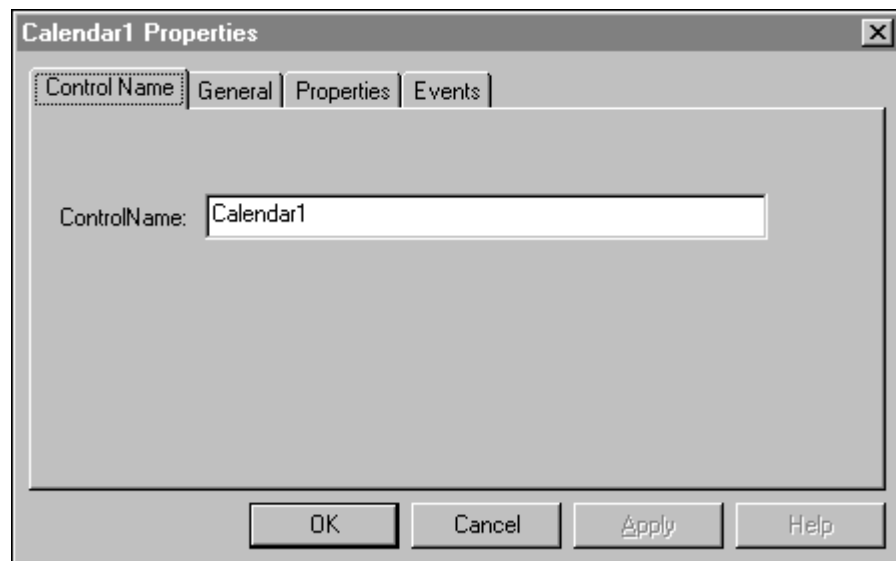 Calendar1 Properties
Control Name General Properties Events
ControlName: Calendar1
OK Cancel Apply Help